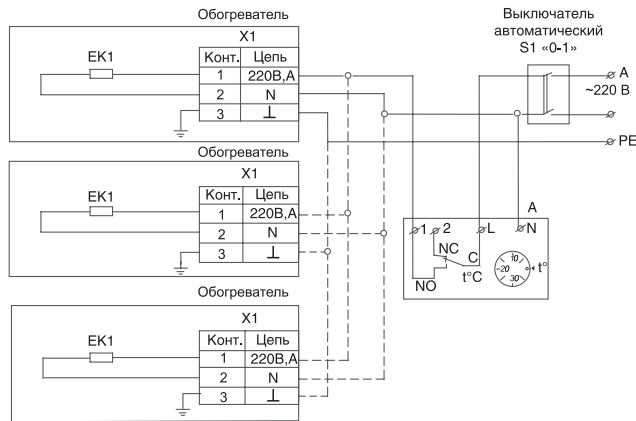 Обогреватель
X1
EK1
Конт. Цепь
1 220В,А
2 N
3 ⊥
Обогреватель
X1
EK1
Конт. Цепь
1 220В,А
2 N
3 ⊥
Обогреватель
X1
EK1
Конт. Цепь
1 220В,А
2 N
3 ⊥
Выключатель
автоматический
S1 «0-1»
A
~220 В
PE
A
1 2 L N
NC
C
NO
t°C
10
20
30
t°